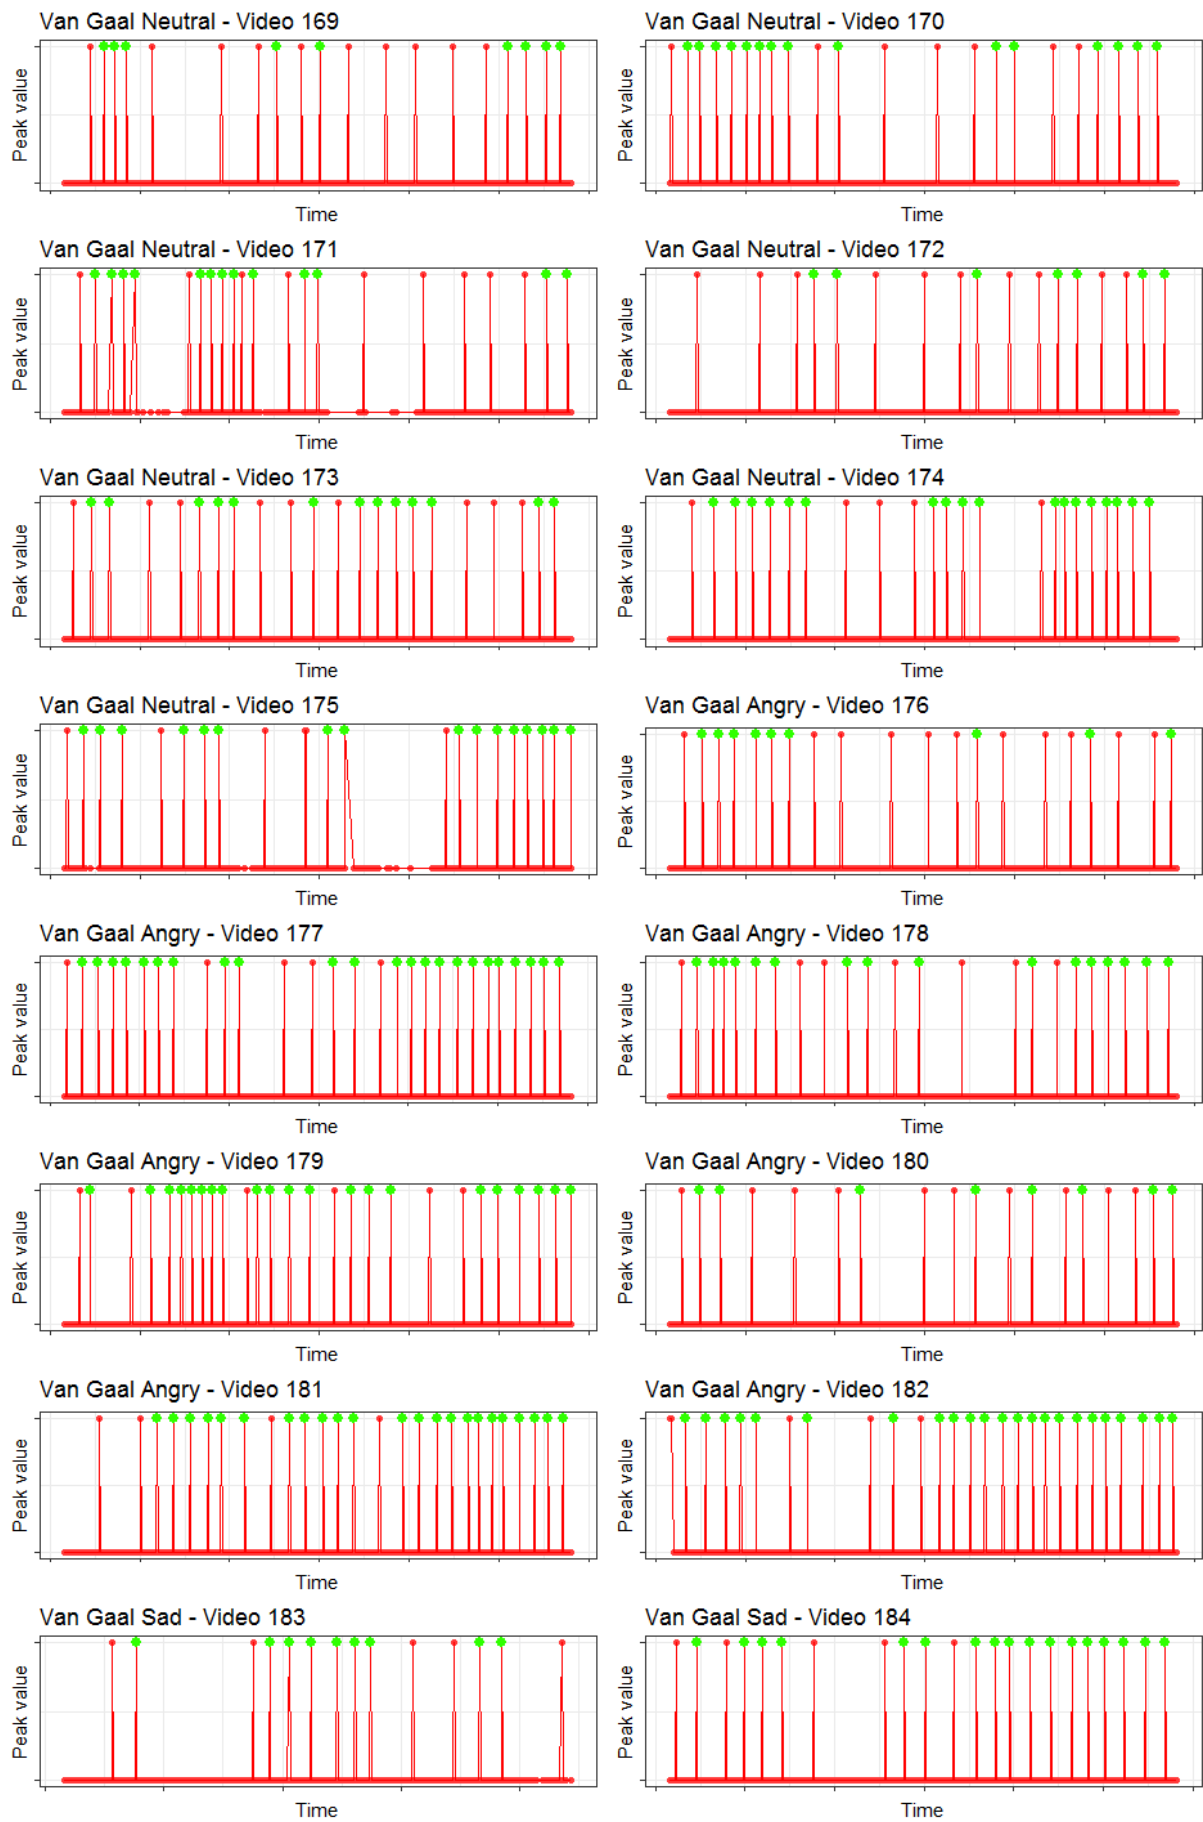 Van Gaal Neutral - Video 169
Peak value
Time
Van Gaal Neutral - Video 170
Peak value
Time
Van Gaal Neutral - Video 171
Peak value
Time
Van Gaal Neutral - Video 172
Peak value
Time
Van Gaal Neutral - Video 173
Peak value
Time
Van Gaal Neutral - Video 174
Peak value
Time
Van Gaal Neutral - Video 175
Peak value
Time
Van Gaal Angry - Video 176
Peak value
Time
Van Gaal Angry - Video 177
Peak value
Time
Van Gaal Angry - Video 178
Peak value
Time
Van Gaal Angry - Video 179
Peak value
Time
Van Gaal Angry - Video 180
Peak value
Time
Van Gaal Angry - Video 181
Peak value
Time
Van Gaal Angry - Video 182
Peak value
Time
Van Gaal Sad - Video 183
Peak value
Time
Van Gaal Sad - Video 184
Peak value
Time